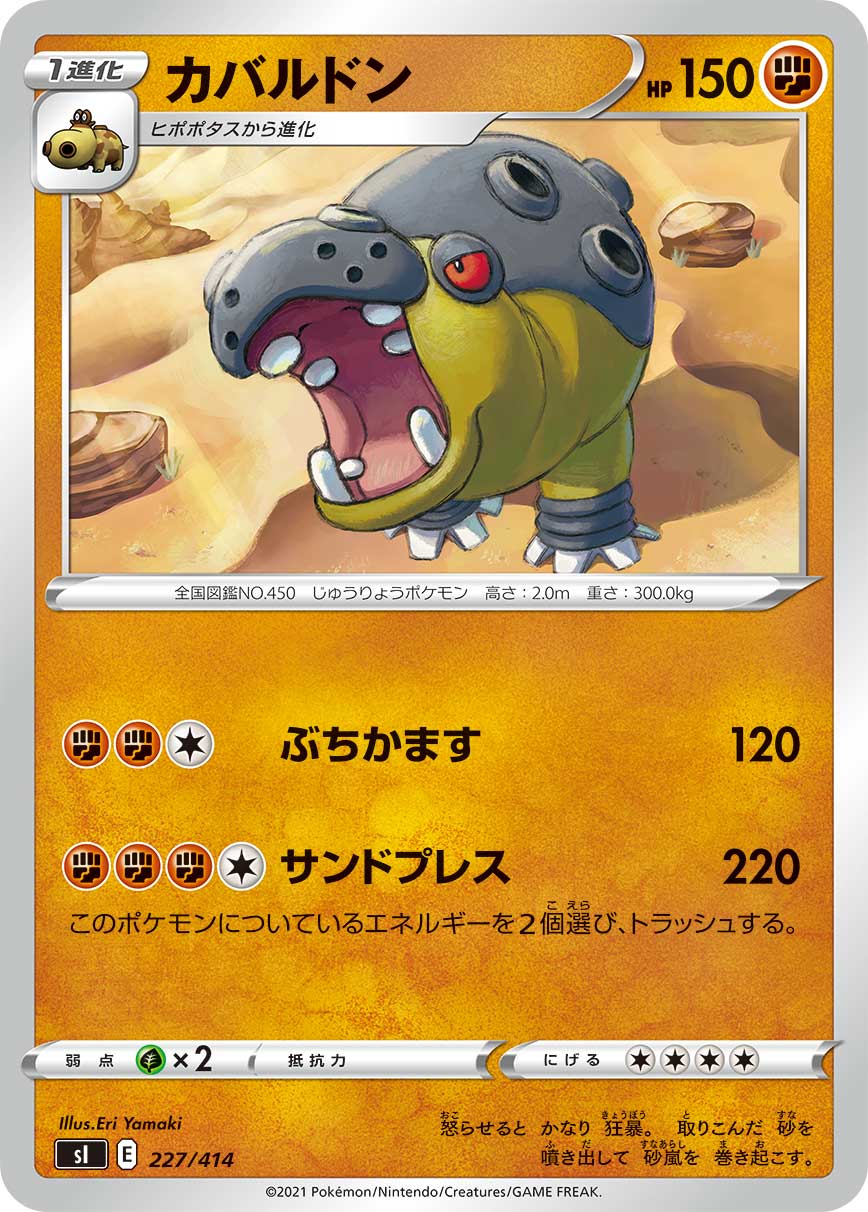 1進化
カバルドン
HP 150
ヒポポタスから進化
全国図鑑NO.450 じゅうりょうポケモン 高さ：2.0m 重さ：300.0kg
ぶちかます 120
サンドプレス 220
このポケモンについているエネルギーを2個選び、トラッシュする。
弱点 ×2 抵抗力 にげる
Illus.Eri Yamaki
怒らせると かなり 狂暴。 取りこんだ 砂を
噴き出して 砂嵐を 巻き起こす。
sI E 227/414
©2021 Pokémon/Nintendo/Creatures/GAME FREAK.